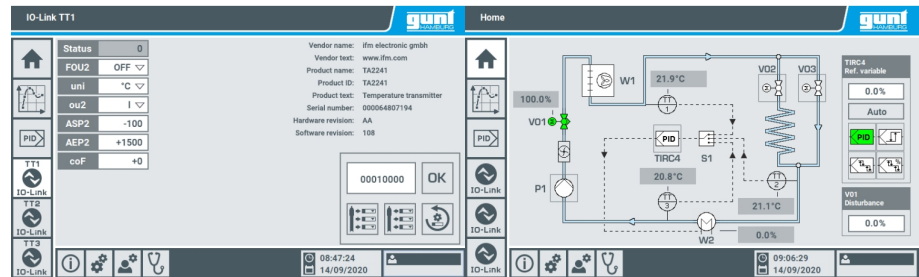 IO-Link TT1
gunt
HAMBURG
Status 0
FOU2 OFF
uni °C
ou2 I
ASP2 -100
AEP2 +1500
coF +0
Vendor name: ifm electronic gmbh
Vendor text: www.ifm.com
Product name: TA2241
Product ID: TA2241
Product text: Temperature transmitter
Serial number: 000064807194
Hardware revision: AA
Software revision: 108
00010000 OK
PID
TT1
IO-Link
TT2
IO-Link
TT3
IO-Link
08:47:24
14/09/2020
Home
gunt
HAMBURG
PID
IO-Link
IO-Link
IO-Link
W1
21.9°C
TT
1
V02
V03
100.0%
V01
PID
TIRC4
S1
P1
20.8°C
TT
3
TT
2
21.1°C
W2
0.0%
TIRC4
Ref. variable
0.0%
Auto
PID
V01
Disturbance
0.0%
09:06:29
14/09/2020